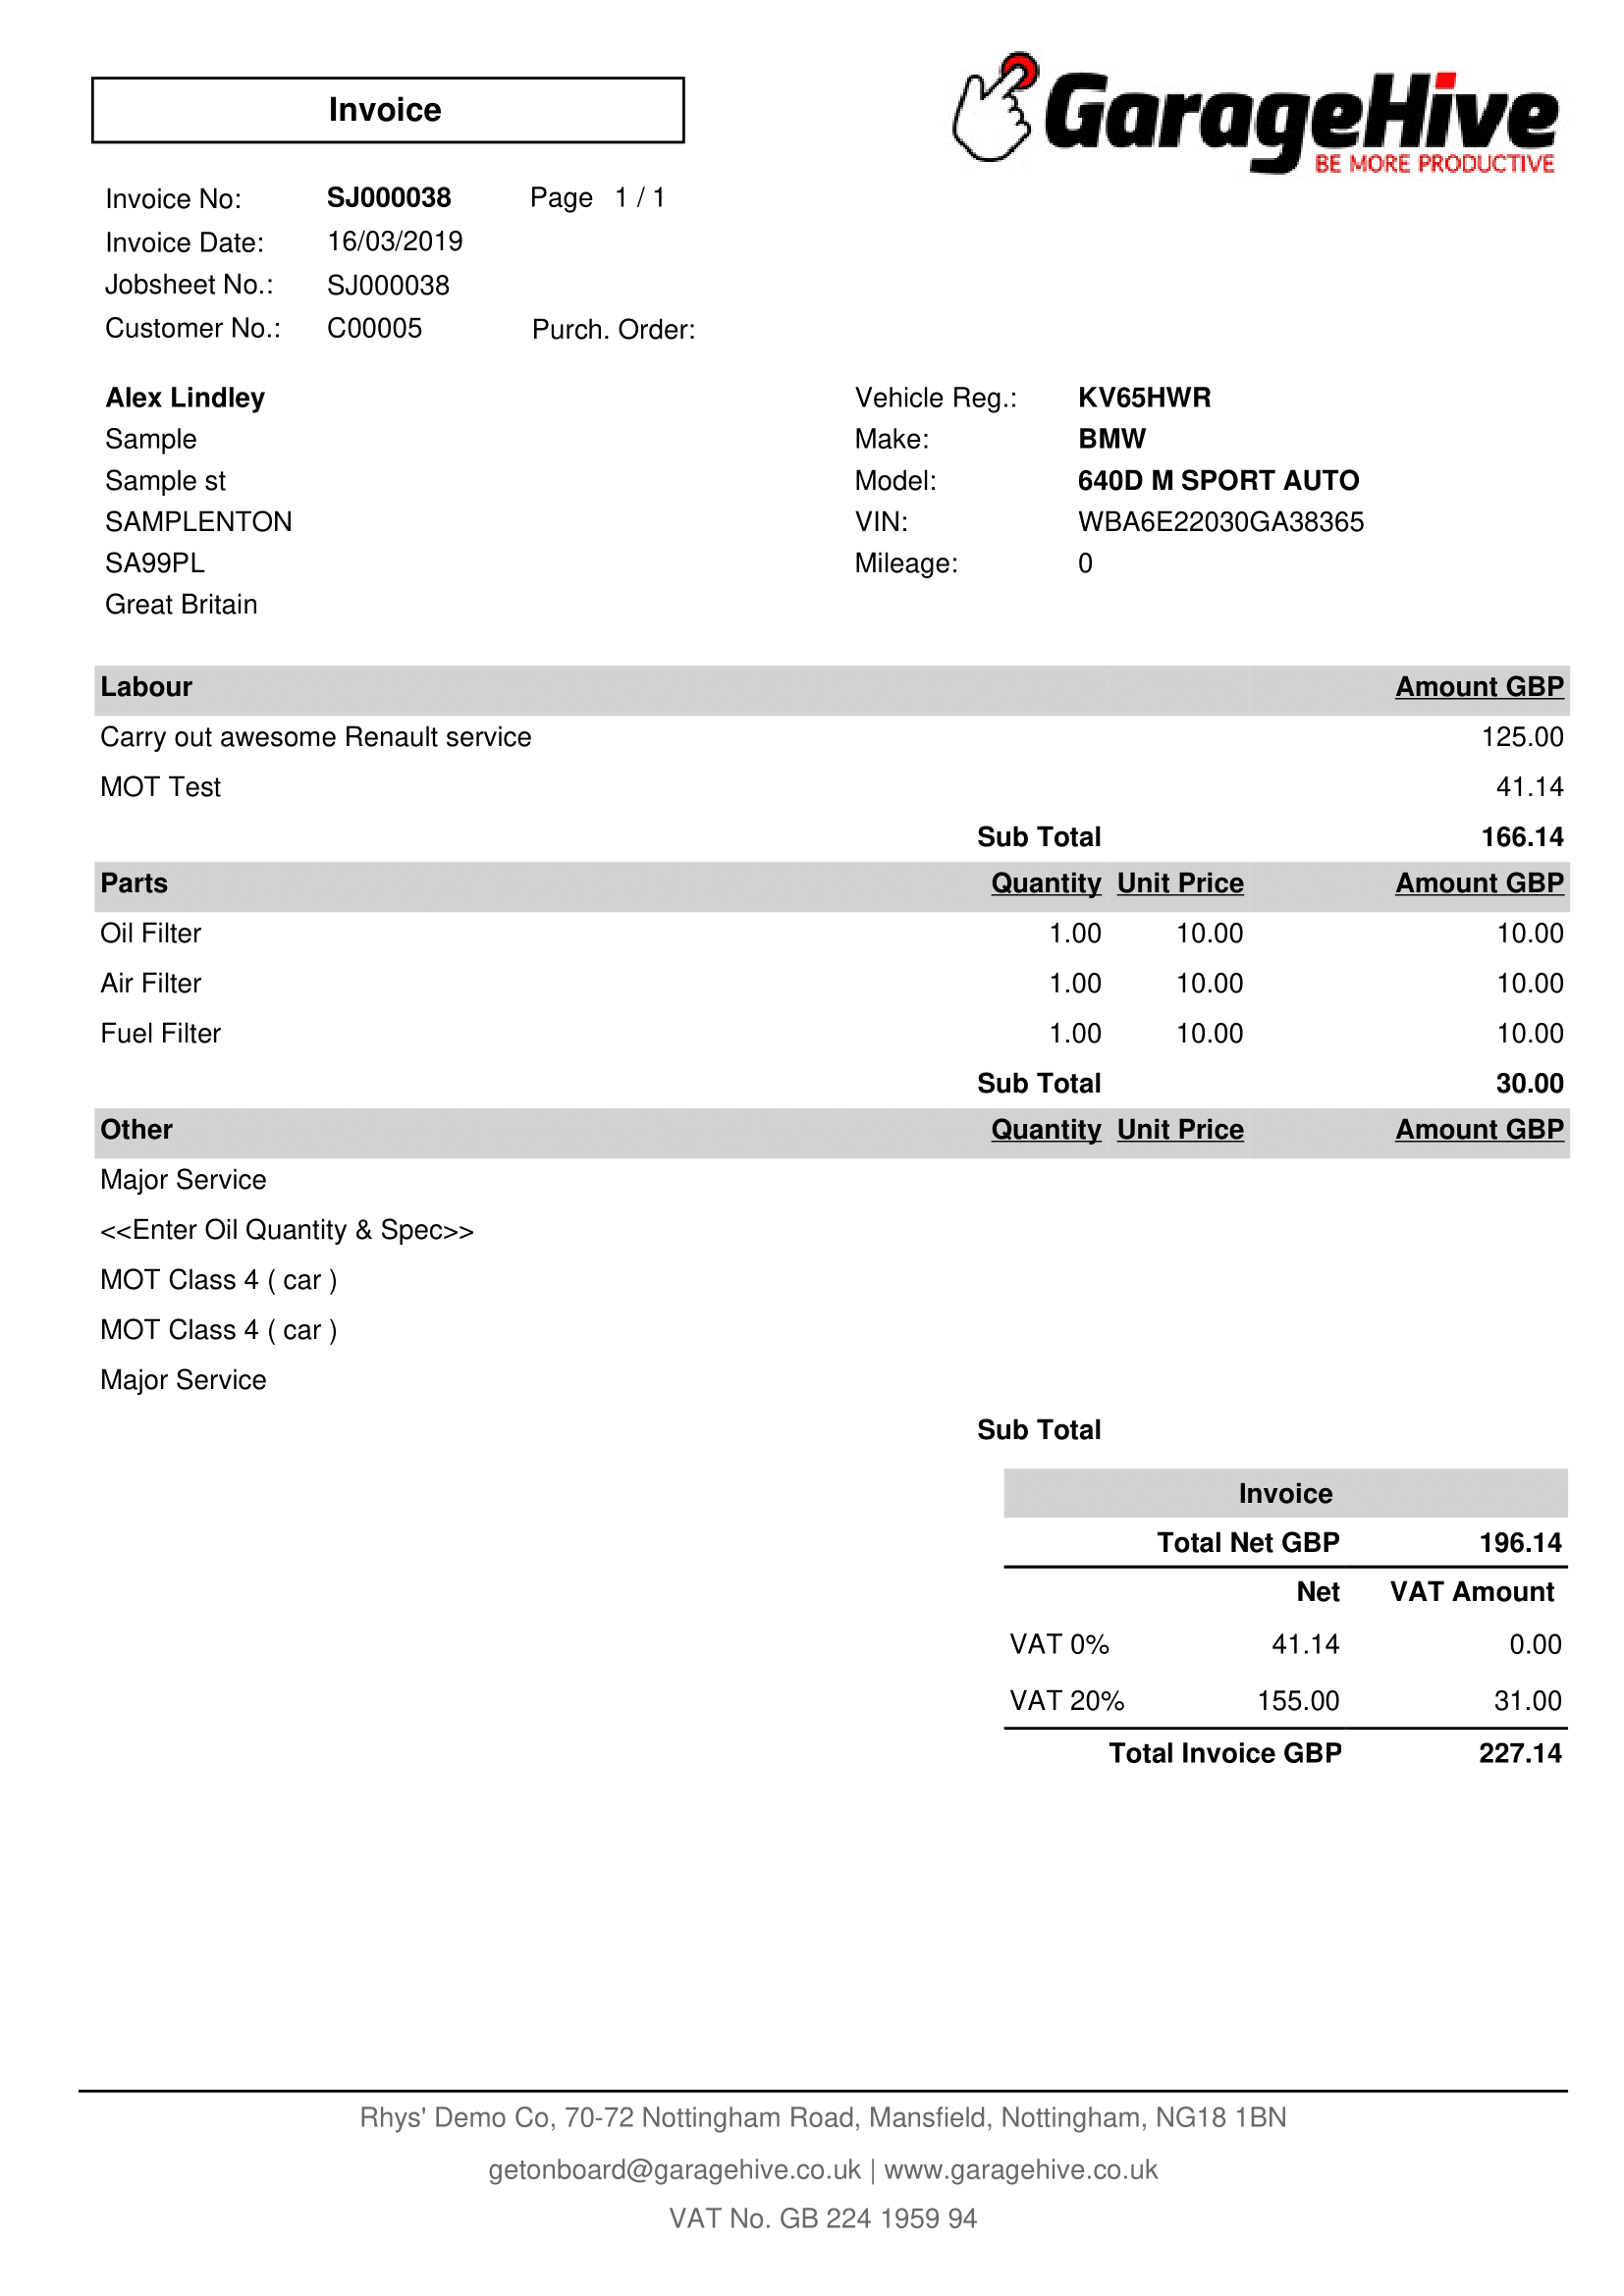 Invoice
GarageHive
BE MORE PRODUCTIVE
Invoice No: SJ000038 Page 1 / 1
Invoice Date: 16/03/2019
Jobsheet No.: SJ000038
Customer No.: C00005 Purch. Order:
Alex Lindley Vehicle Reg.: KV65HWR
Sample Make: BMW
Sample st Model: 640D M SPORT AUTO
SAMPLENTON VIN: WBA6E22030GA38365
SA99PL Mileage: 0
Great Britain
Labour Amount GBP
Carry out awesome Renault service 125.00
MOT Test 41.14
Sub Total 166.14
Parts Quantity Unit Price Amount GBP
Oil Filter 1.00 10.00 10.00
Air Filter 1.00 10.00 10.00
Fuel Filter 1.00 10.00 10.00
Sub Total 30.00
Other Quantity Unit Price Amount GBP
Major Service
<<Enter Oil Quantity & Spec>>
MOT Class 4 ( car )
MOT Class 4 ( car )
Major Service
Sub Total
Invoice
Total Net GBP 196.14
Net VAT Amount
VAT 0% 41.14 0.00
VAT 20% 155.00 31.00
Total Invoice GBP 227.14
Rhys' Demo Co, 70-72 Nottingham Road, Mansfield, Nottingham, NG18 1BN
getonboard@garagehive.co.uk | www.garagehive.co.uk
VAT No. GB 224 1959 94